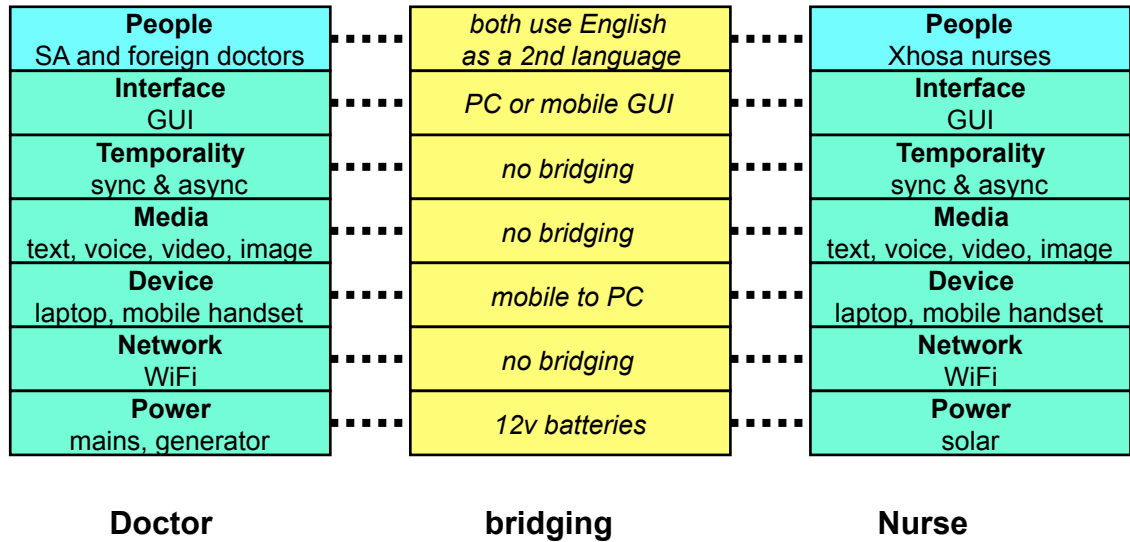 People
SA and foreign doctors
both use English
as a 2nd language
People
Xhosa nurses
Interface
GUI
PC or mobile GUI
Interface
GUI
Temporality
sync & async
no bridging
Temporality
sync & async
Media
text, voice, video, image
no bridging
Media
text, voice, video, image
Device
laptop, mobile handset
mobile to PC
Device
laptop, mobile handset
Network
WiFi
no bridging
Network
WiFi
Power
mains, generator
12v batteries
Power
solar
Doctor
bridging
Nurse